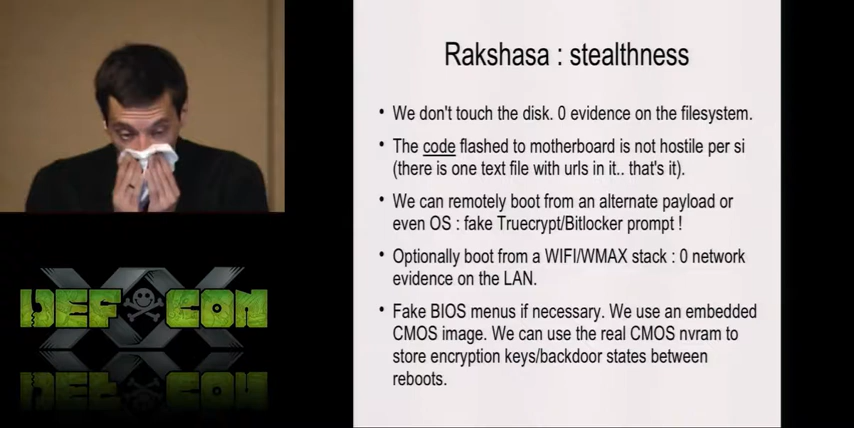 Rakshasa : stealthness
• We don't touch the disk. 0 evidence on the filesystem.
• The code flashed to motherboard is not hostile per si
(there is one text file with urls in it.. that's it).
• We can remotely boot from an alternate payload or
even OS : fake Truecrypt/Bitlocker prompt !
• Optionally boot from a WIFI/WMAX stack : 0 network
evidence on the LAN.
• Fake BIOS menus if necessary. We use an embedded
CMOS image. We can use the real CMOS nvram to
store encryption keys/backdoor states between
reboots.
XX
DEF CON